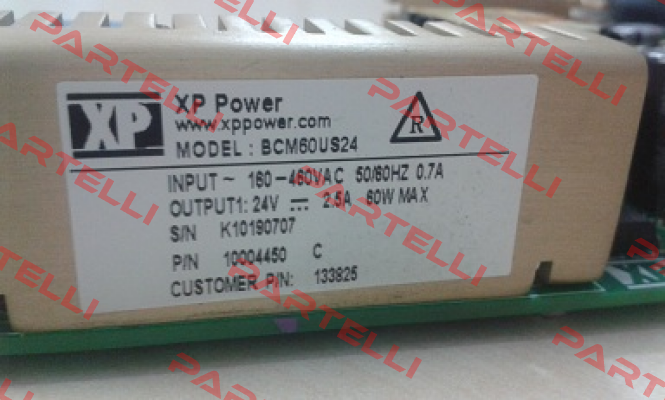 XP
XP Power
www.xppower.com
R
MODEL : BCM60US24
INPUT ~ 160-460VAC 50/60HZ 0.7A
OUTPUT1: 24V ⎓ 2.5A 60W MAX
S/N K10190707
P/N 10004450 C
CUSTOMER P/N: 133825
PARTELLI
PARTELLI
PARTELLI
PARTELLI
PARTELLI
PARTELLI